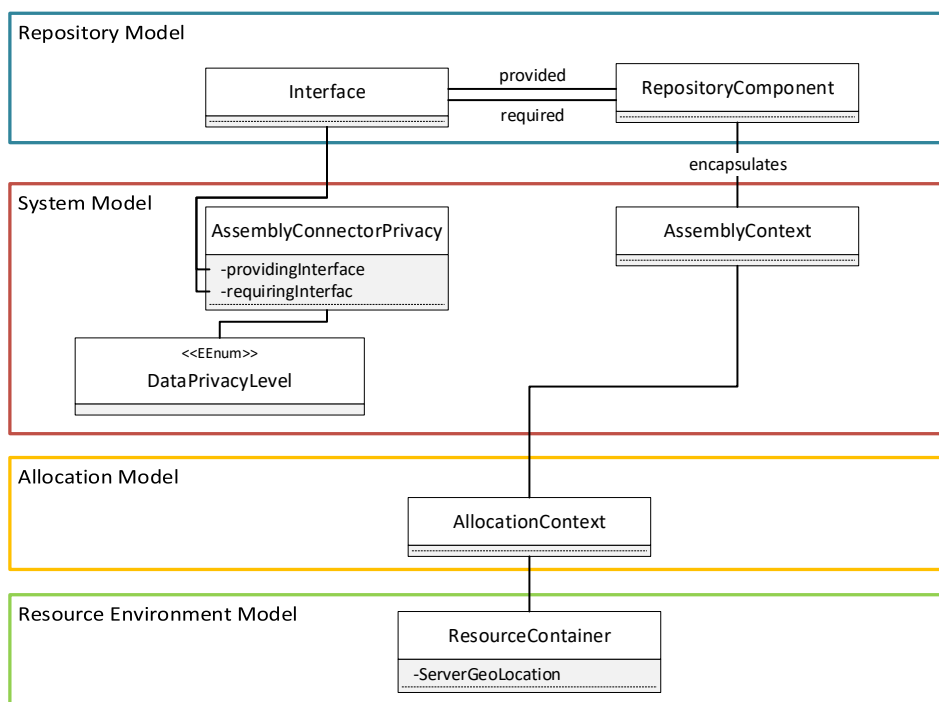 Repository Model
Interface
provided
required
RepositoryComponent
encapsulates
System Model
AssemblyConnectorPrivacy
-providingInterface
-requiringInterfac
AssemblyContext
<<EEnum>>
DataPrivacyLevel
Allocation Model
AllocationContext
Resource Environment Model
ResourceContainer
-ServerGeoLocation